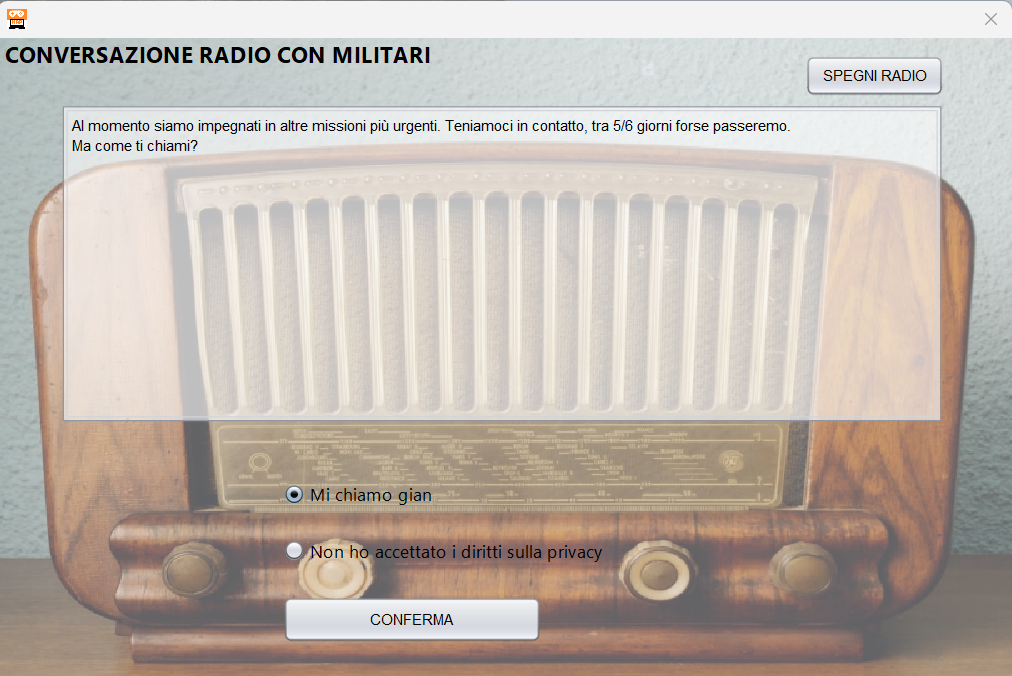 CONVERSAZIONE RADIO CON MILITARI
SPEGNI RADIO
Al momento siamo impegnati in altre missioni più urgenti. Teniamoci in contatto, tra 5/6 giorni forse passeremo.
Ma come ti chiami?
Mi chiamo gian
Non ho accettato i diritti sulla privacy
CONFERMA